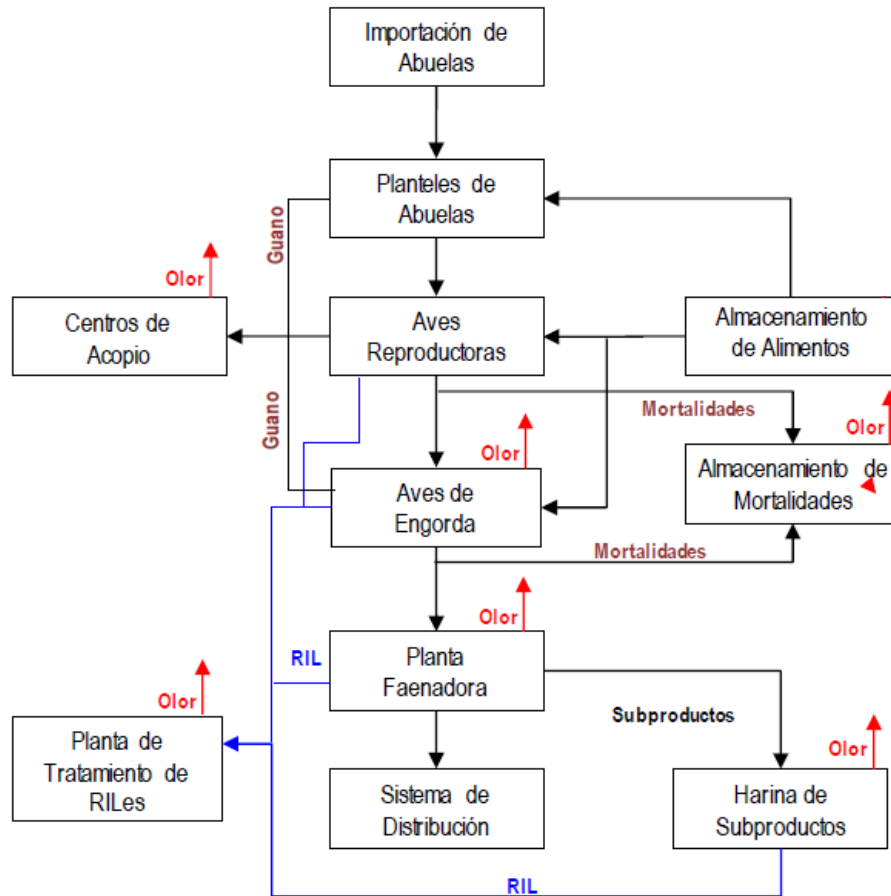 Importación de
Abuelas
Planteles de
Abuelas
Guano
Olor
Centros de
Acopio
Aves
Reproductoras
Almacenamiento
de Alimentos
Guano
Mortalidades
Olor
Olor
Aves de
Engorda
Almacenamiento de
Mortalidades
Mortalidades
Olor
RIL
Planta
Faenadora
Olor
Subproductos
Olor
Planta de
Tratamiento de
RILes
Sistema de
Distribución
Harina de
Subproductos
RIL